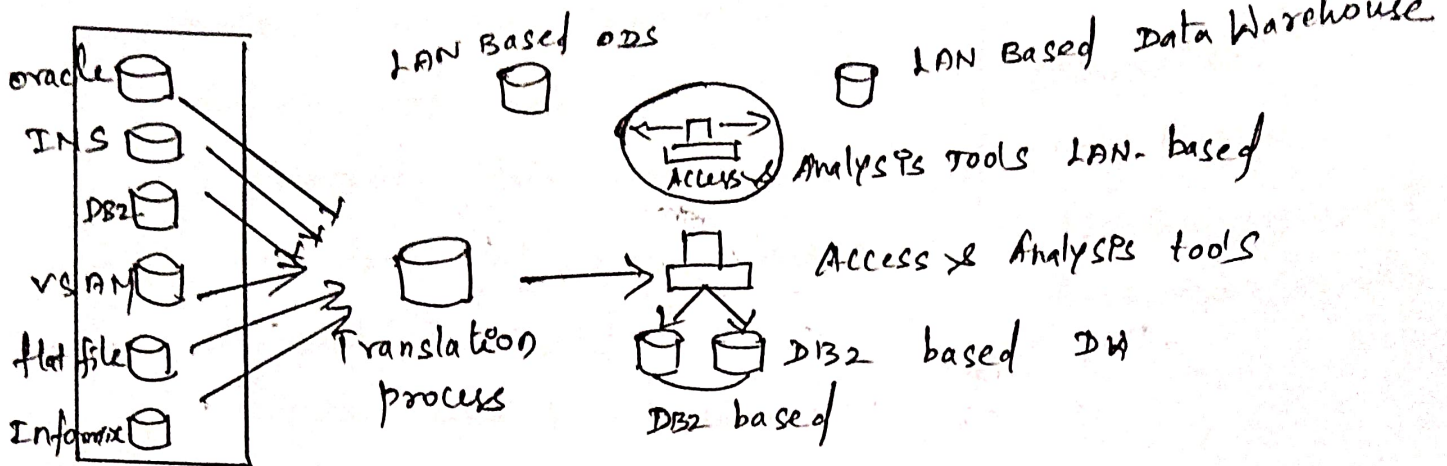 LAN Based ODS
LAN Based Data Warehouse
oracle
IMS
DB2
VSAM
flat file
Infomix
Access & Analysis Tools LAN-based
Access & Analysis tools
Translation
process
DB2 based DW
DB2 based